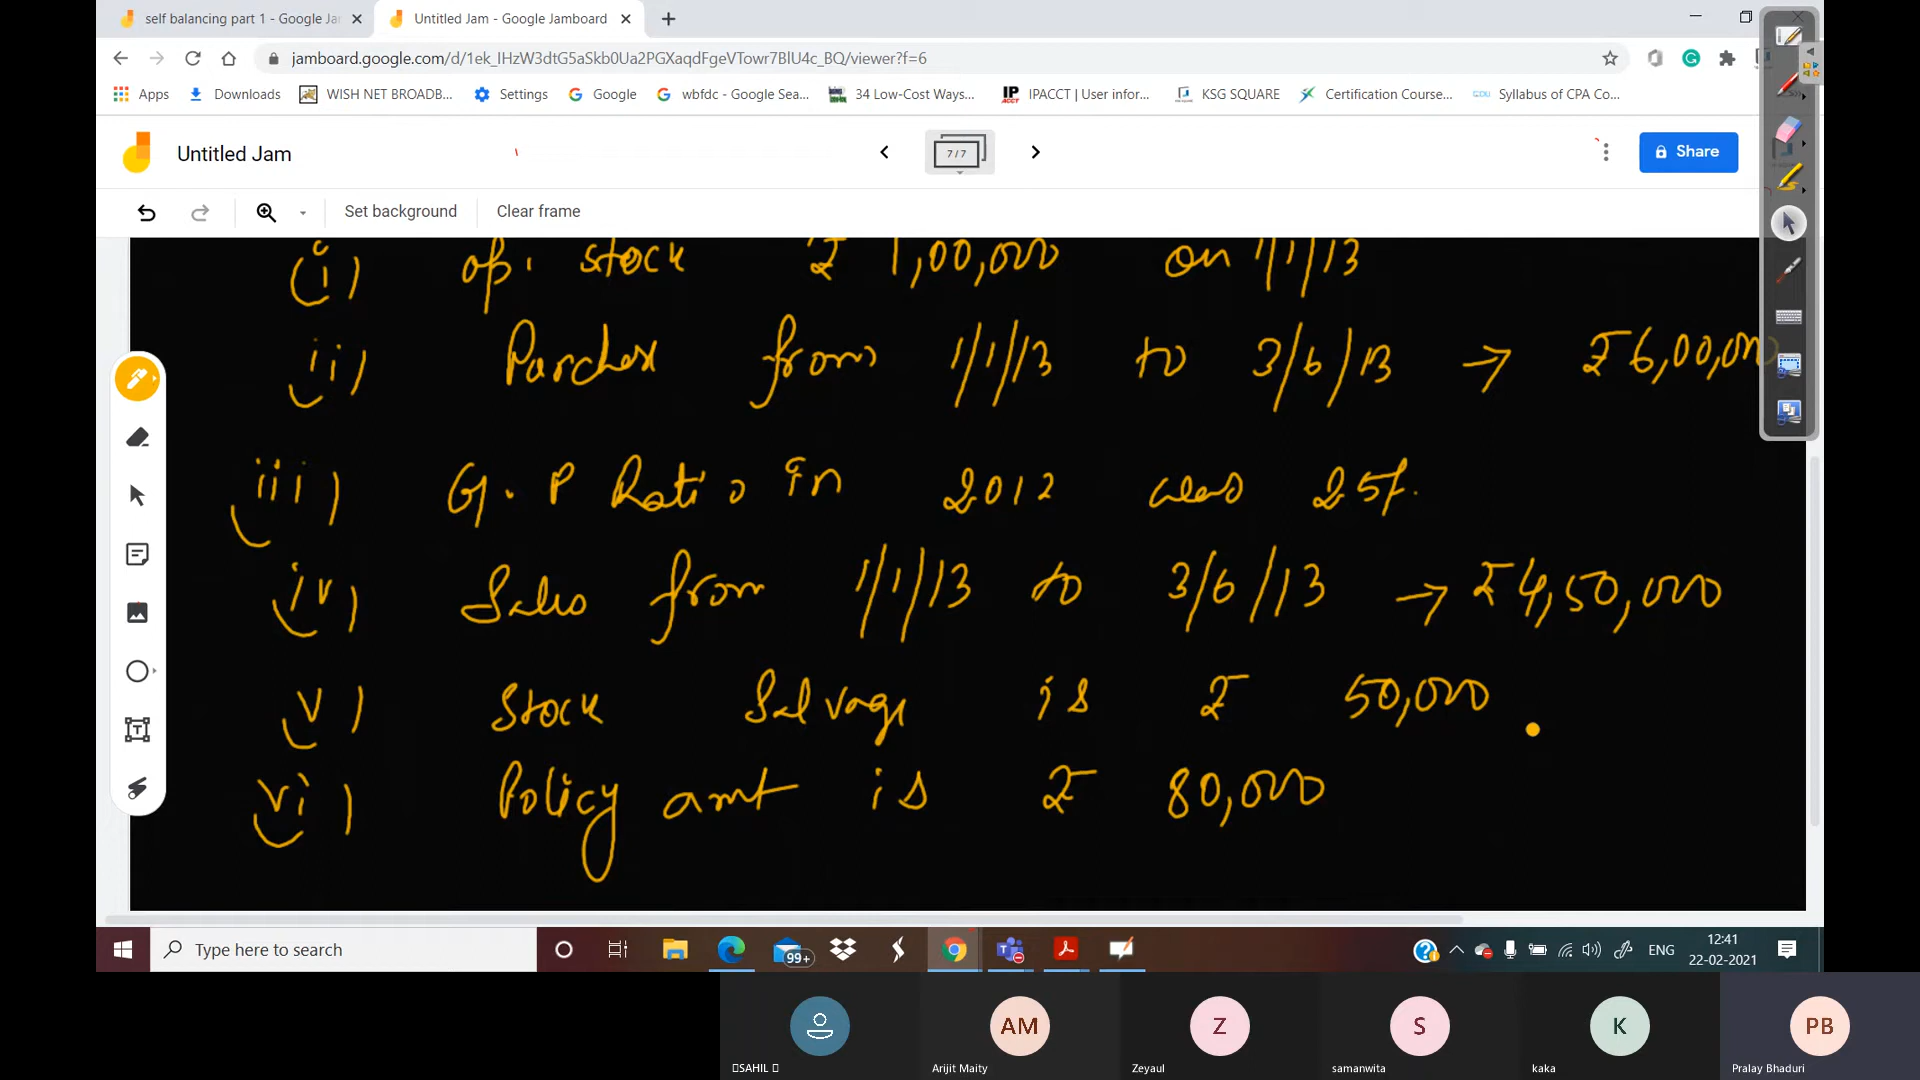 self balancing part 1 - Google Ja
Untitled Jam - Google Jamboard
jamboard.google.com/d/1ek_IHzW3dtG5aSkb0Ua2PGXaqdFgeVTowr7BlU4c_BQ/viewer?f=6
Apps Downloads WISH NET BROADB... Settings Google wbfdc - Google Sea... 34 Low-Cost Ways... IPACCT | User infor... KSG SQUARE Certification Course... Syllabus of CPA Co...
Untitled Jam
7/7
Share
Set background Clear frame
(i) op. stock ₹ 1,00,000 on 1/1/13
ii) Purchase from 1/1/13 to 3/6/13 → ₹6,00,000
iii) G.P Ratio in 2012 was 25%.
iv) Sales from 1/1/13 to 3/6/13 → ₹4,50,000
v) Stock Salvage is ₹ 50,000
vi) Policy amt is ₹ 80,000
Type here to search
99+
ENG
12:41
22-02-2021
SAHIL
AM
Arijit Maity
Z
Zeyaul
S
samanwita
K
kaka
PB
Pralay Bhaduri